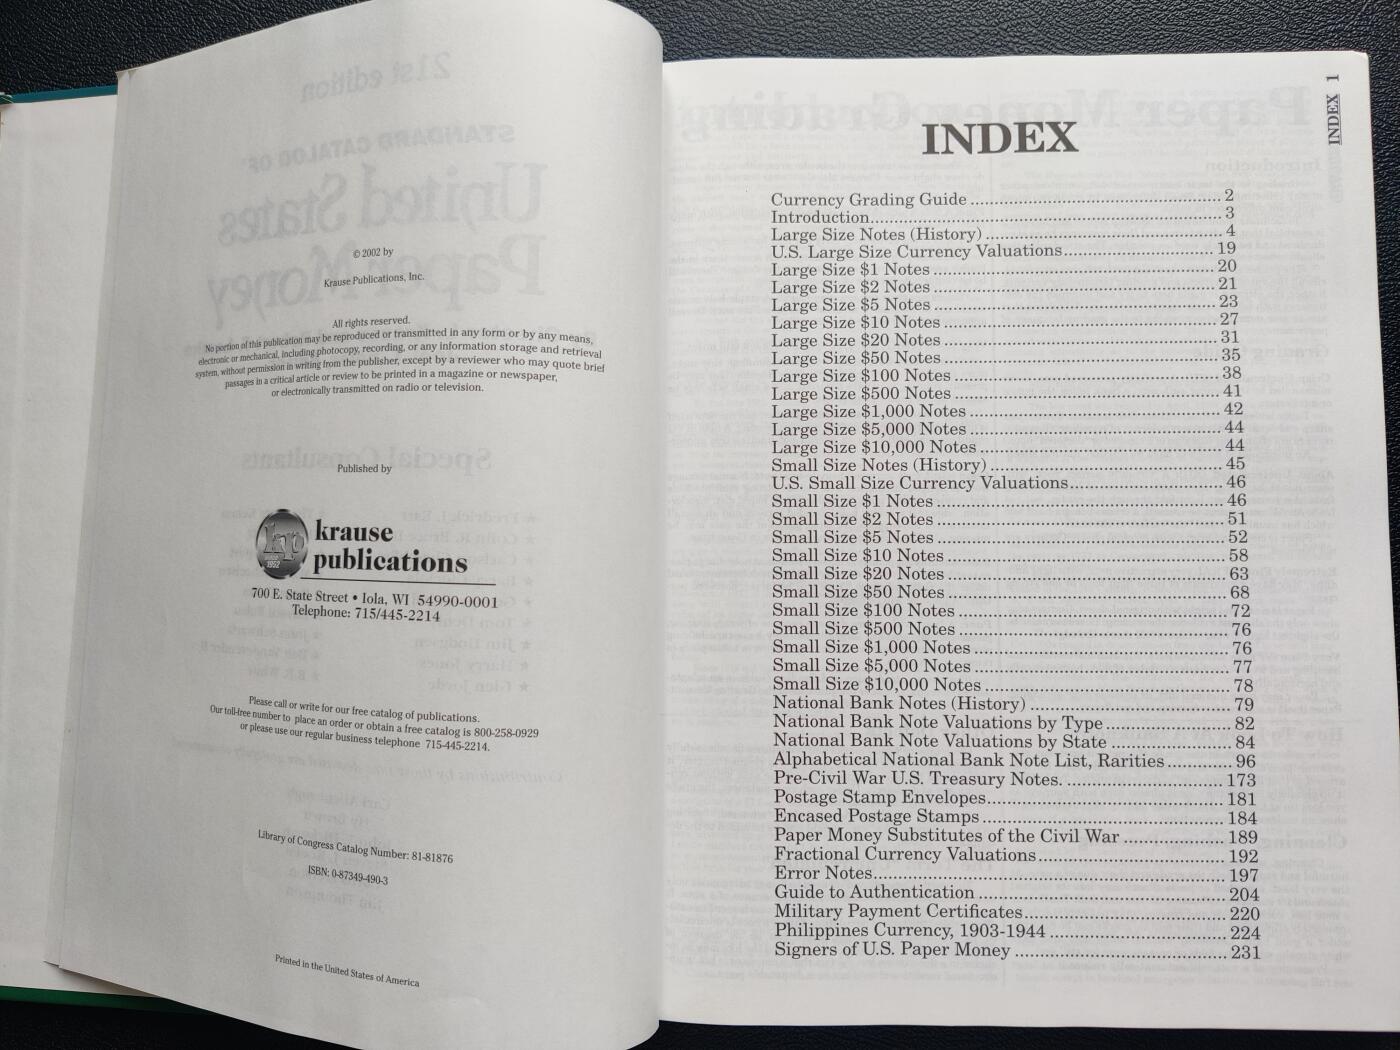 © 2002 by
Krause Publications, Inc.
All rights reserved.
No portion of this publication may be reproduced or transmitted in any form or by any means,
electronic or mechanical, including photocopy, recording, or any information storage and retrieval
system, without permission in writing from the publisher, except by a reviewer who may quote brief
passages in a critical article or review to be printed in a magazine or newspaper,
or electronically transmitted on radio or television.
Published by
kp
1952
krause
publications
700 E. State Street • Iola, WI 54990-0001
Telephone: 715/445-2214
Please call or write for our free catalog of publications.
Our toll-free number to place an order or obtain a free catalog is 800-258-0929
or please use our regular business telephone 715-445-2214.
Library of Congress Catalog Number: 81-81876
ISBN: 0-87349-490-3
Printed in the United States of America
INDEX 1
INDEX
Currency Grading Guide ........ 2
Introduction........ 3
Large Size Notes (History) ........ 4
U.S. Large Size Currency Valuations........ 19
Large Size $1 Notes ........ 20
Large Size $2 Notes ........ 21
Large Size $5 Notes ........ 23
Large Size $10 Notes ........ 27
Large Size $20 Notes ........ 31
Large Size $50 Notes ........ 35
Large Size $100 Notes ........ 38
Large Size $500 Notes ........ 41
Large Size $1,000 Notes ........ 42
Large Size $5,000 Notes ........ 44
Large Size $10,000 Notes ........ 44
Small Size Notes (History) ........ 45
U.S. Small Size Currency Valuations........ 46
Small Size $1 Notes ........ 46
Small Size $2 Notes ........ 51
Small Size $5 Notes ........ 52
Small Size $10 Notes ........ 58
Small Size $20 Notes ........ 63
Small Size $50 Notes ........ 68
Small Size $100 Notes ........ 72
Small Size $500 Notes ........ 76
Small Size $1,000 Notes ........ 76
Small Size $5,000 Notes ........ 77
Small Size $10,000 Notes ........ 78
National Bank Notes (History) ........ 79
National Bank Note Valuations by Type ........ 82
National Bank Note Valuations by State ........ 84
Alphabetical National Bank Note List, Rarities ........ 96
Pre-Civil War U.S. Treasury Notes. ........ 173
Postage Stamp Envelopes........ 181
Encased Postage Stamps ........ 184
Paper Money Substitutes of the Civil War ........ 189
Fractional Currency Valuations ........ 192
Error Notes........ 197
Guide to Authentication ........ 204
Military Payment Certificates........ 220
Philippines Currency, 1903-1944 ........ 224
Signers of U.S. Paper Money ........ 231